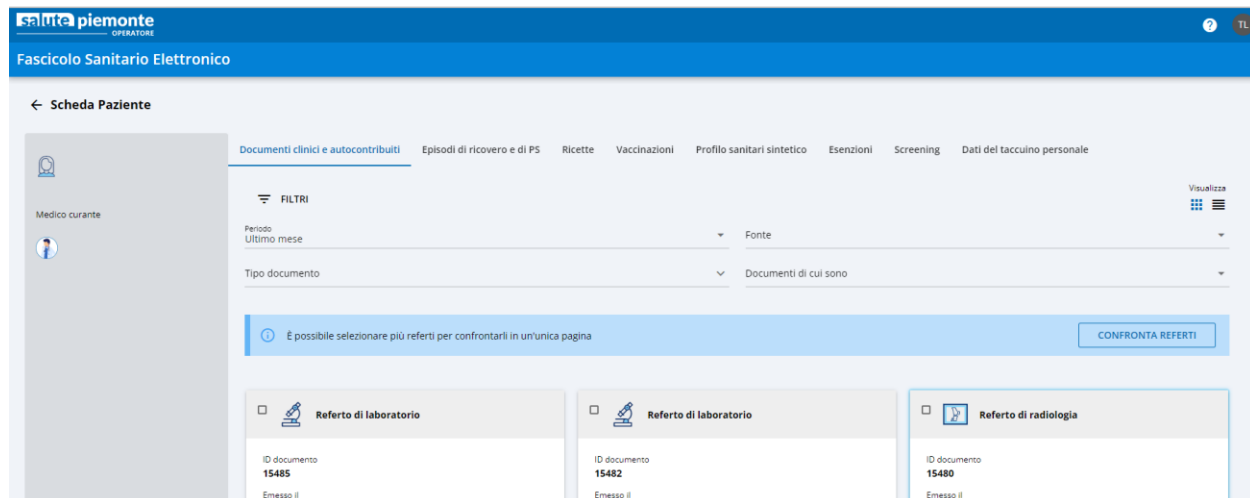 salute piemonte
OPERATORE
? TL
Fascicolo Sanitario Elettronico
← Scheda Paziente
Medico curante
Documenti clinici e autocontribuiti Episodi di ricovero e di PS Ricette Vaccinazioni Profilo sanitari sintetico Esenzioni Screening Dati del taccuino personale
FILTRI
Visualizza
Periodo
Ultimo mese
Fonte
Tipo documento
Documenti di cui sono
È possibile selezionare più referti per confrontarli in un'unica pagina
CONFRONTA REFERTI
Referto di laboratorio
ID documento
15485
Emesso il
Referto di laboratorio
ID documento
15482
Emesso il
Referto di radiologia
ID documento
15480
Emesso il